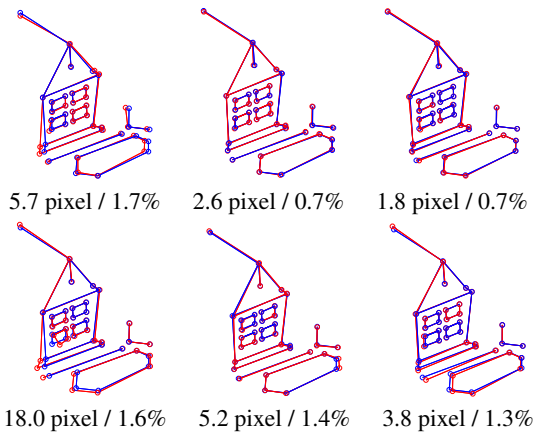 5.7 pixel / 1.7%
2.6 pixel / 0.7%
1.8 pixel / 0.7%
18.0 pixel / 1.6%
5.2 pixel / 1.4%
3.8 pixel / 1.3%